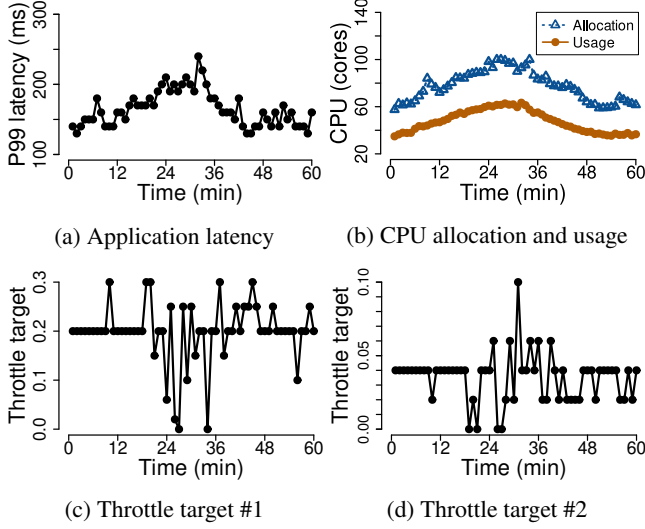 P99 latency (ms)
100 200 300
0 12 24 36 48 60
Time (min)
(a) Application latency
CPU (cores)
20 60 100 140
Allocation
Usage
0 12 24 36 48 60
Time (min)
(b) CPU allocation and usage
Throttle target
0.0 0.1 0.2 0.3
0 12 24 36 48 60
Time (min)
(c) Throttle target #1
Throttle target
0.00 0.05 0.10
0 12 24 36 48 60
Time (min)
(d) Throttle target #2